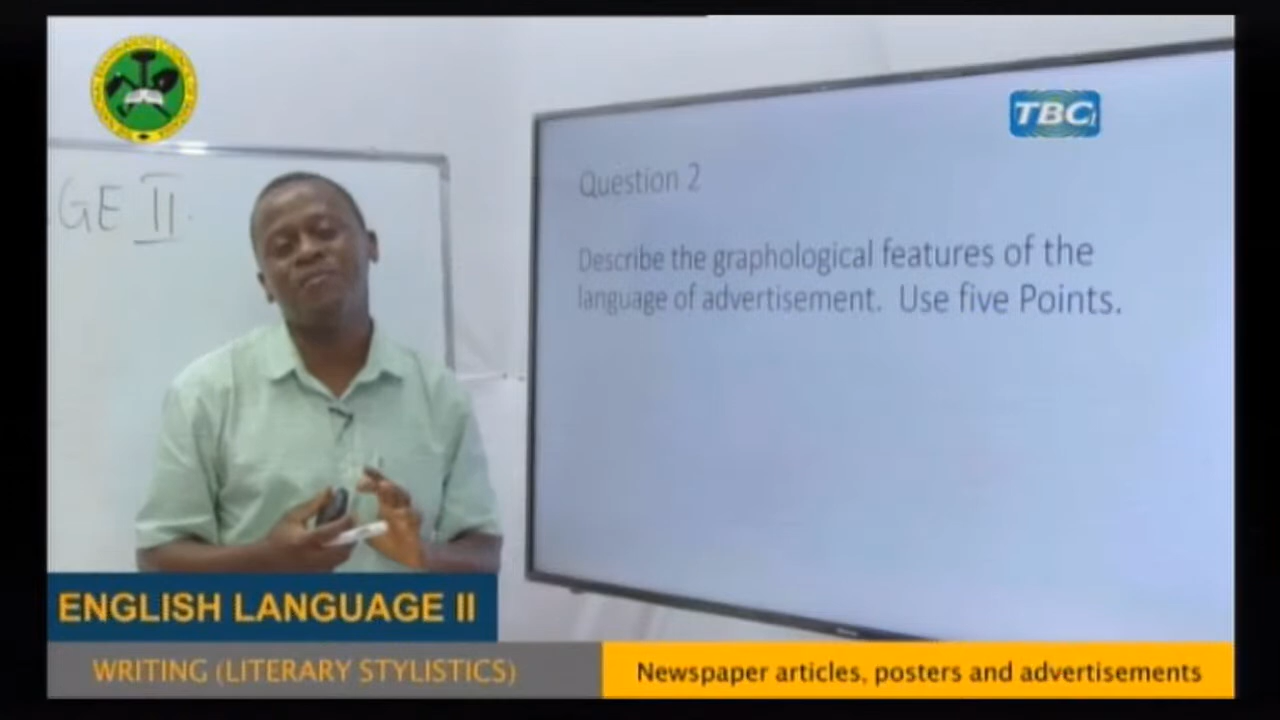 TBC1
GE II.
Question 2
Describe the graphological features of the
language of advertisement. Use five Points.
ENGLISH LANGUAGE II
WRITING (LITERARY STYLISTICS)
Newspaper articles, posters and advertisements